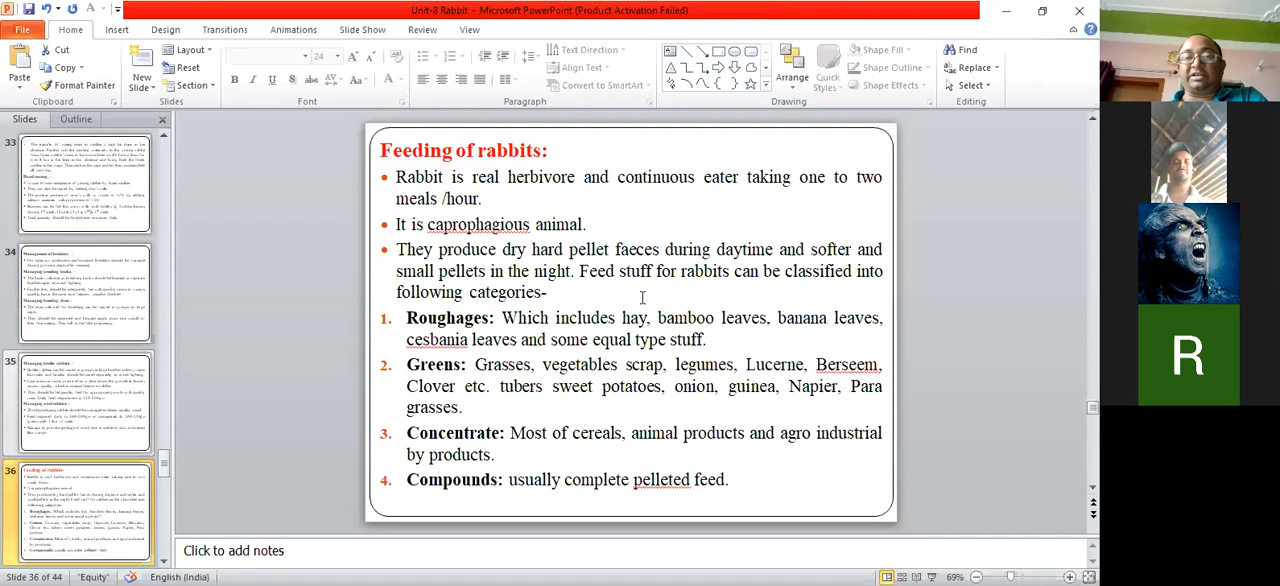 Unit-3 Rabbit - Microsoft PowerPoint (Product Activation Failed)
File Home Insert Design Transitions Animations Slide Show Review View
Paste
Cut
Copy
Format Painter
Clipboard
New
Slide
Layout
Reset
Section
Slides
24
Font
Text Direction
Align Text
Convert to SmartArt
Paragraph
Arrange
Quick
Styles
Shape Fill
Shape Outline
Shape Effects
Drawing
Find
Replace
Select
Editing
Slides Outline
33
34
35
36
Feeding of rabbits:
Rabbit is real herbivore and continuous eater taking one to two
meals /hour.
It is caprophagious animal.
They produce dry hard pellet faeces during daytime and softer and
small pellets in the night. Feed stuff for rabbits can be classified into
following categories-
1. Roughages: Which includes hay, bamboo leaves, banana leaves,
cesbania leaves and some equal type stuff.
2. Greens: Grasses, vegetables scrap, legumes, Lucerne, Berseem,
Clover etc. tubers sweet potatoes, onion, guinea, Napier, Para
grasses.
3. Concentrate: Most of cereals, animal products and agro industrial
by products.
4. Compounds: usually complete pelleted feed.
R
Click to add notes
Slide 36 of 44 "Equity" English (India) 69%